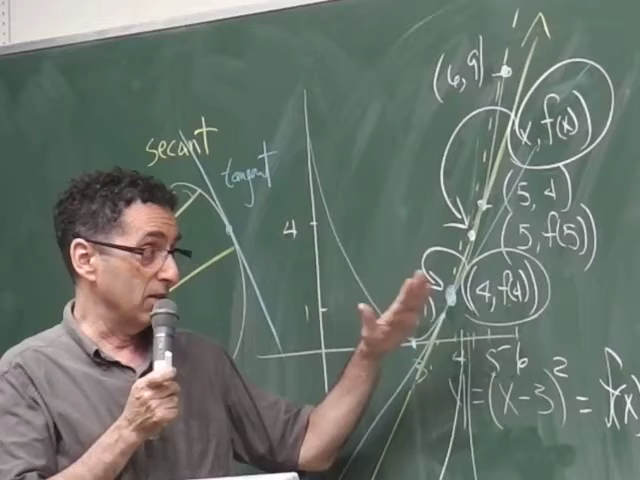 secant
tangent
(6,9)
(x, f(x))
(5, 4)
(5, f(5))
4
(4, f(4))
1
4 5 6
y = (x-3)² = f(x)